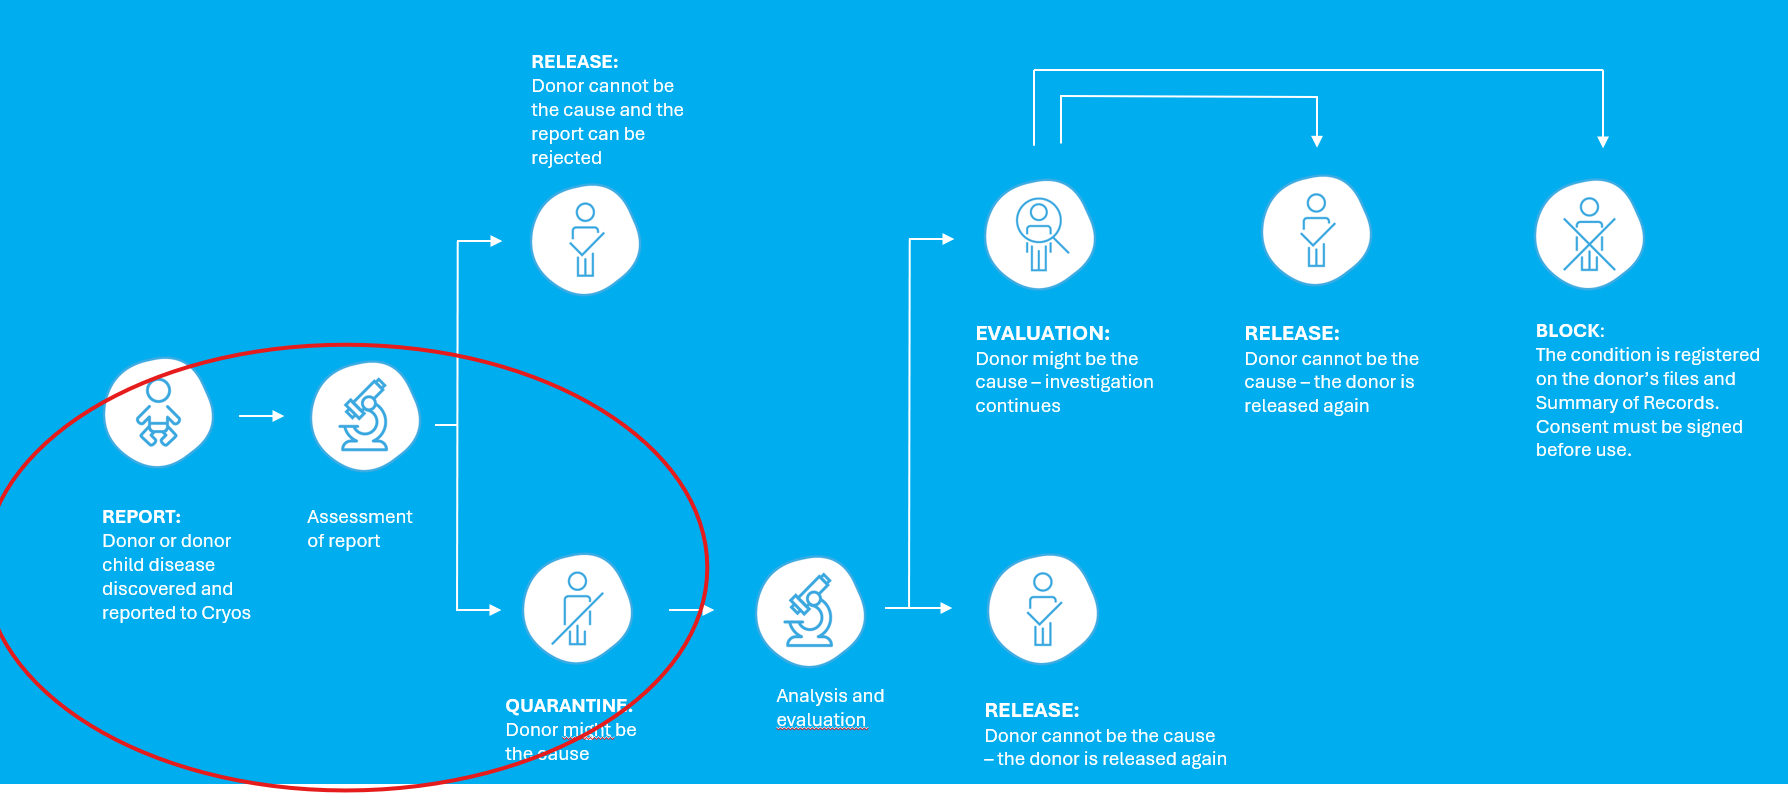 RELEASE:
Donor cannot be
the cause and the
report can be
rejected
REPORT:
Donor or donor
child disease
discovered and
reported to Cryos
Assessment
of report
QUARANTINE:
Donor might be
the cause
Analysis and
evaluation
EVALUATION:
Donor might be the
cause – investigation
continues
RELEASE:
Donor cannot be the
cause – the donor is
released again
BLOCK:
The condition is registered
on the donor’s files and
Summary of Records.
Consent must be signed
before use.
RELEASE:
Donor cannot be the cause
– the donor is released again